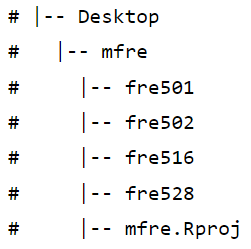 # |-- Desktop
#   |-- mfre
#     |-- fre501
#     |-- fre502
#     |-- fre516
#     |-- fre528
#     |-- mfre.Rproj